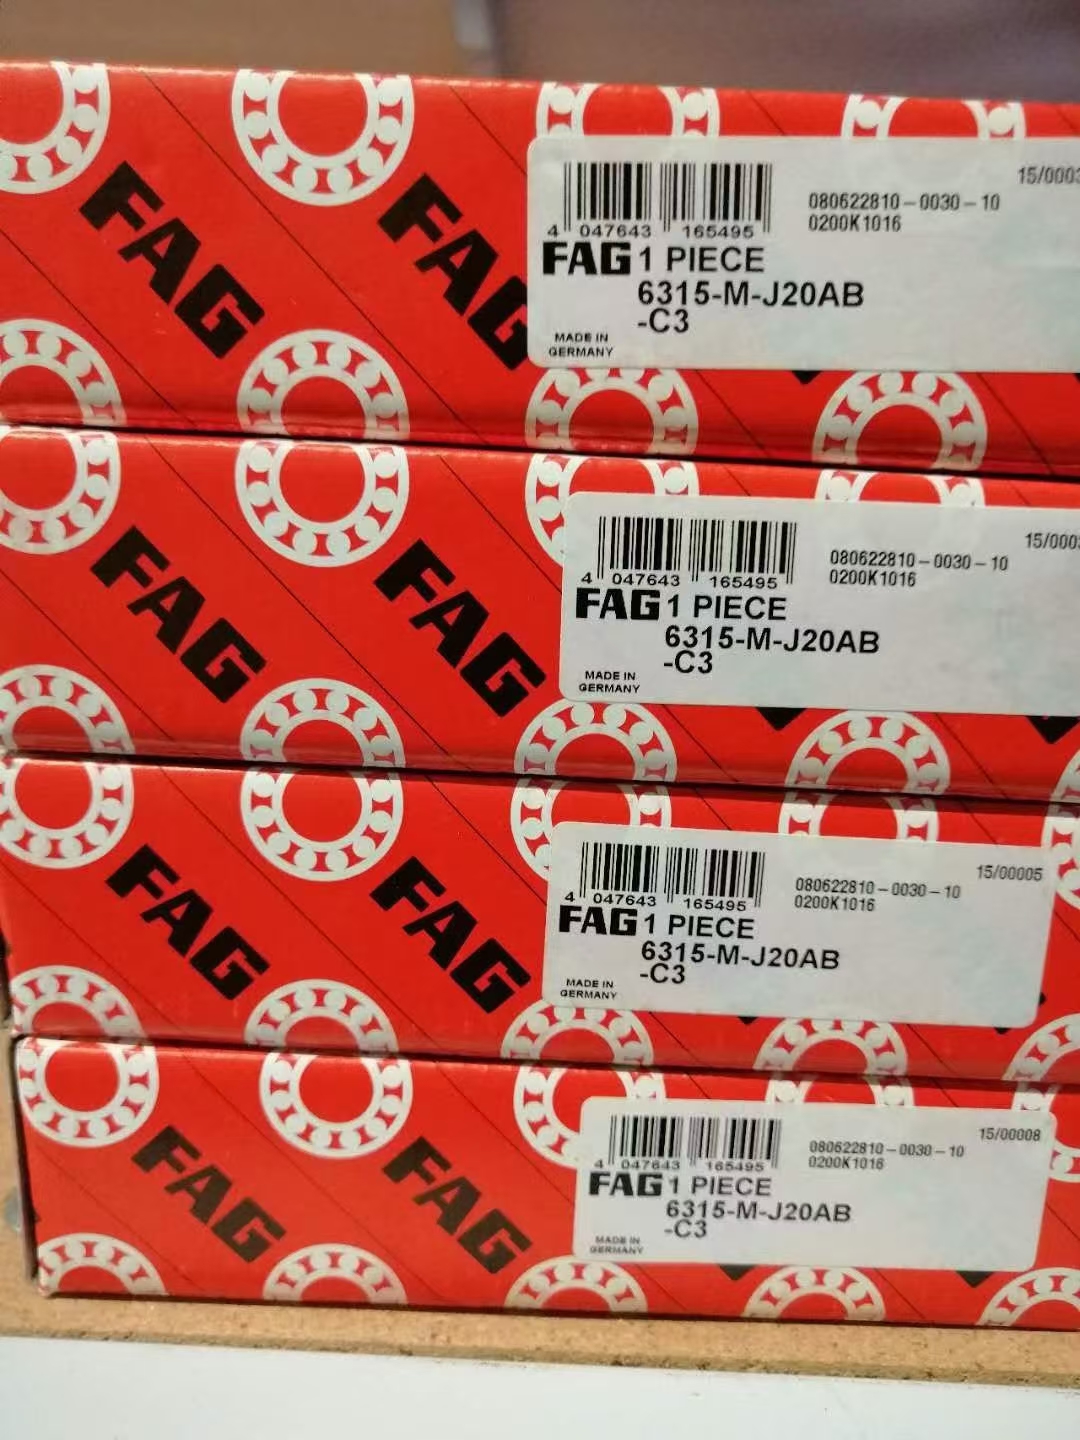 FAG
FAG
15/0003
080622810-0030-10
0200K1016
4 047643 165495
FAG 1 PIECE
6315-M-J20AB
-C3
MADE IN
GERMANY
FAG
FAG
15/000
080622810-0030-10
0200K1016
4 047643 165495
FAG 1 PIECE
6315-M-J20AB
-C3
MADE IN
GERMANY
FAG
FAG
15/00005
080622810-0030-10
0200K1016
4 047643 165495
FAG 1 PIECE
6315-M-J20AB
-C3
MADE IN
GERMANY
FAG
FAG
15/00008
080622810-0030-10
0200K1016
4 047643 165495
FAG 1 PIECE
6315-M-J20AB
-C3
MADE IN
GERMANY